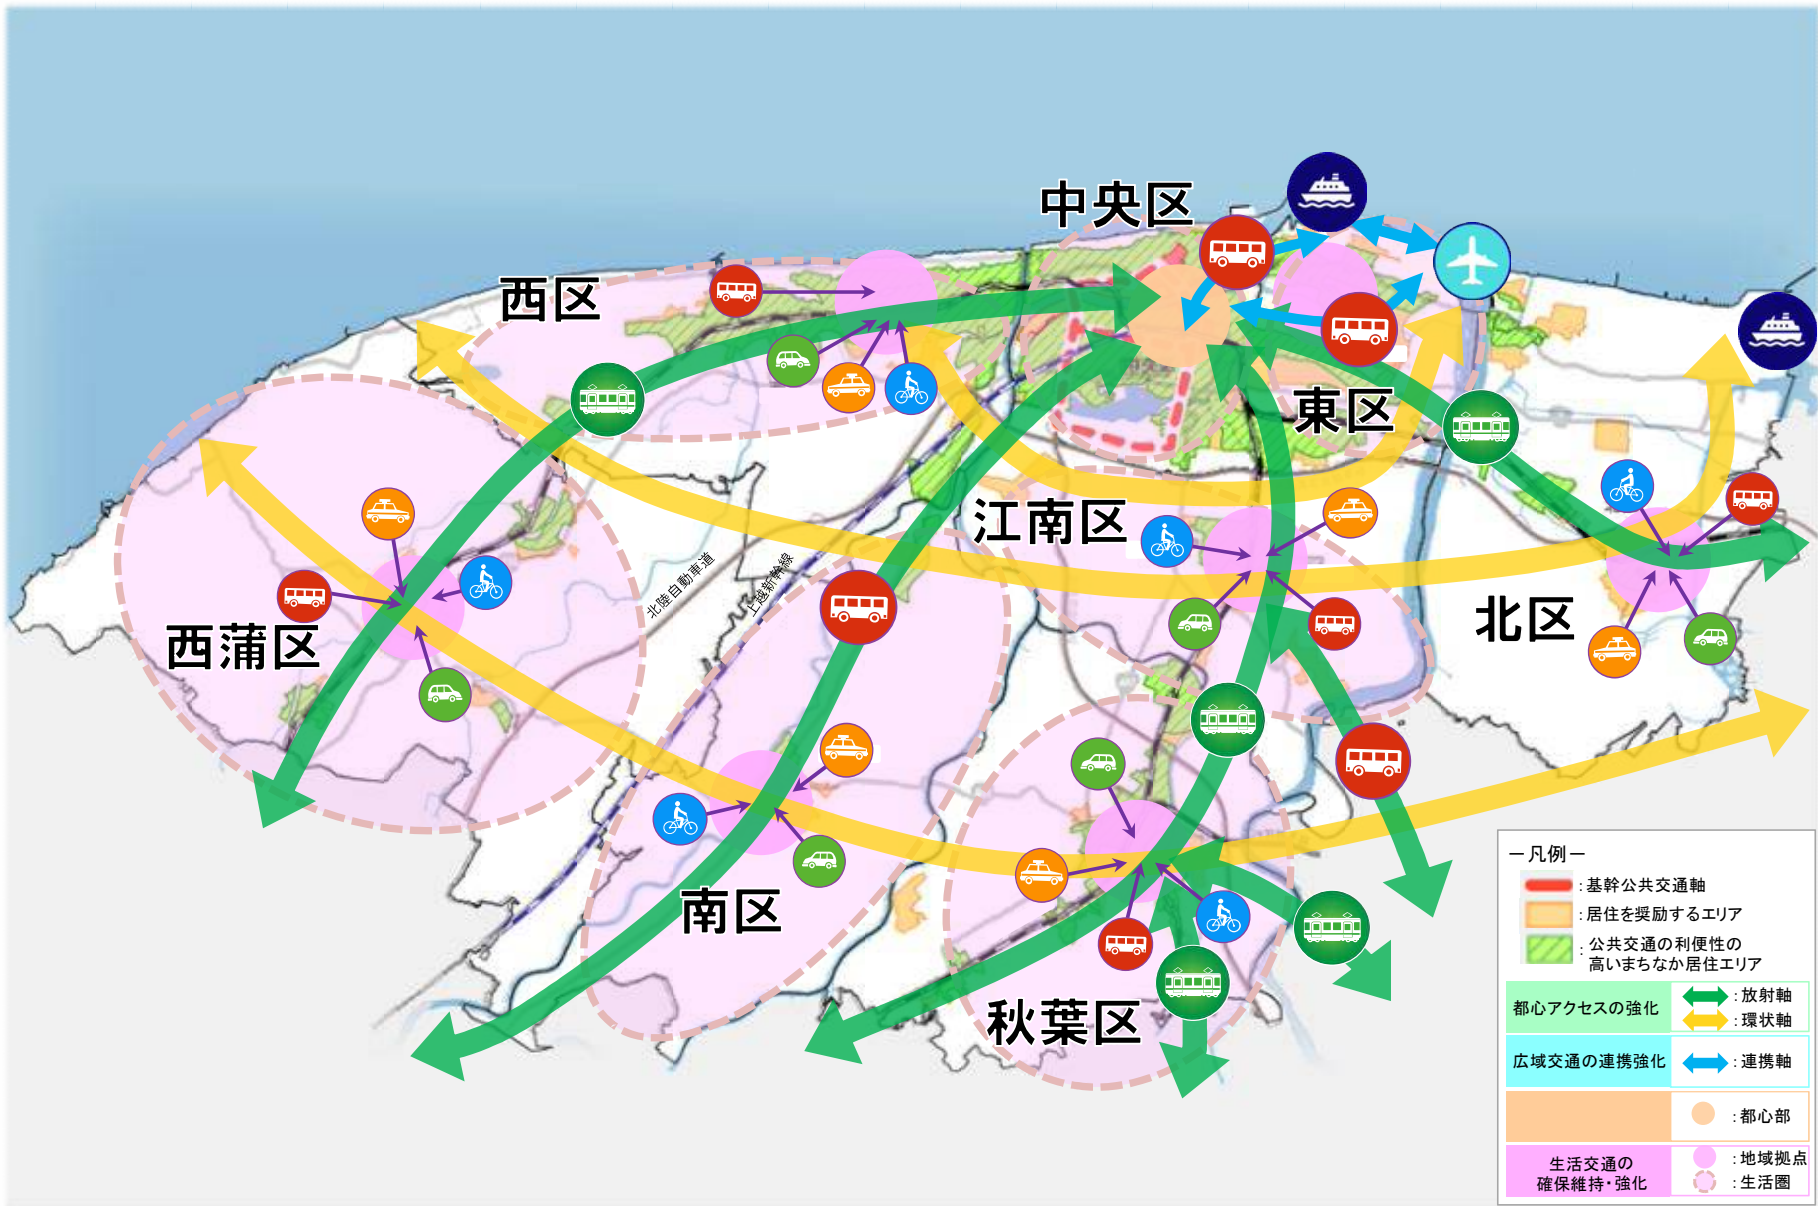 中央区
西区
東区
江南区
北区
西蒲区
北陸自動車道
上越新幹線
南区
秋葉区
－凡例－
：基幹公共交通軸
：居住を奨励するエリア
：公共交通の利便性の
高いまちなか居住エリア
都心アクセスの強化
：放射軸
：環状軸
広域交通の連携強化
：連携軸
：都心部
生活交通の
確保維持・強化
：地域拠点
：生活圏